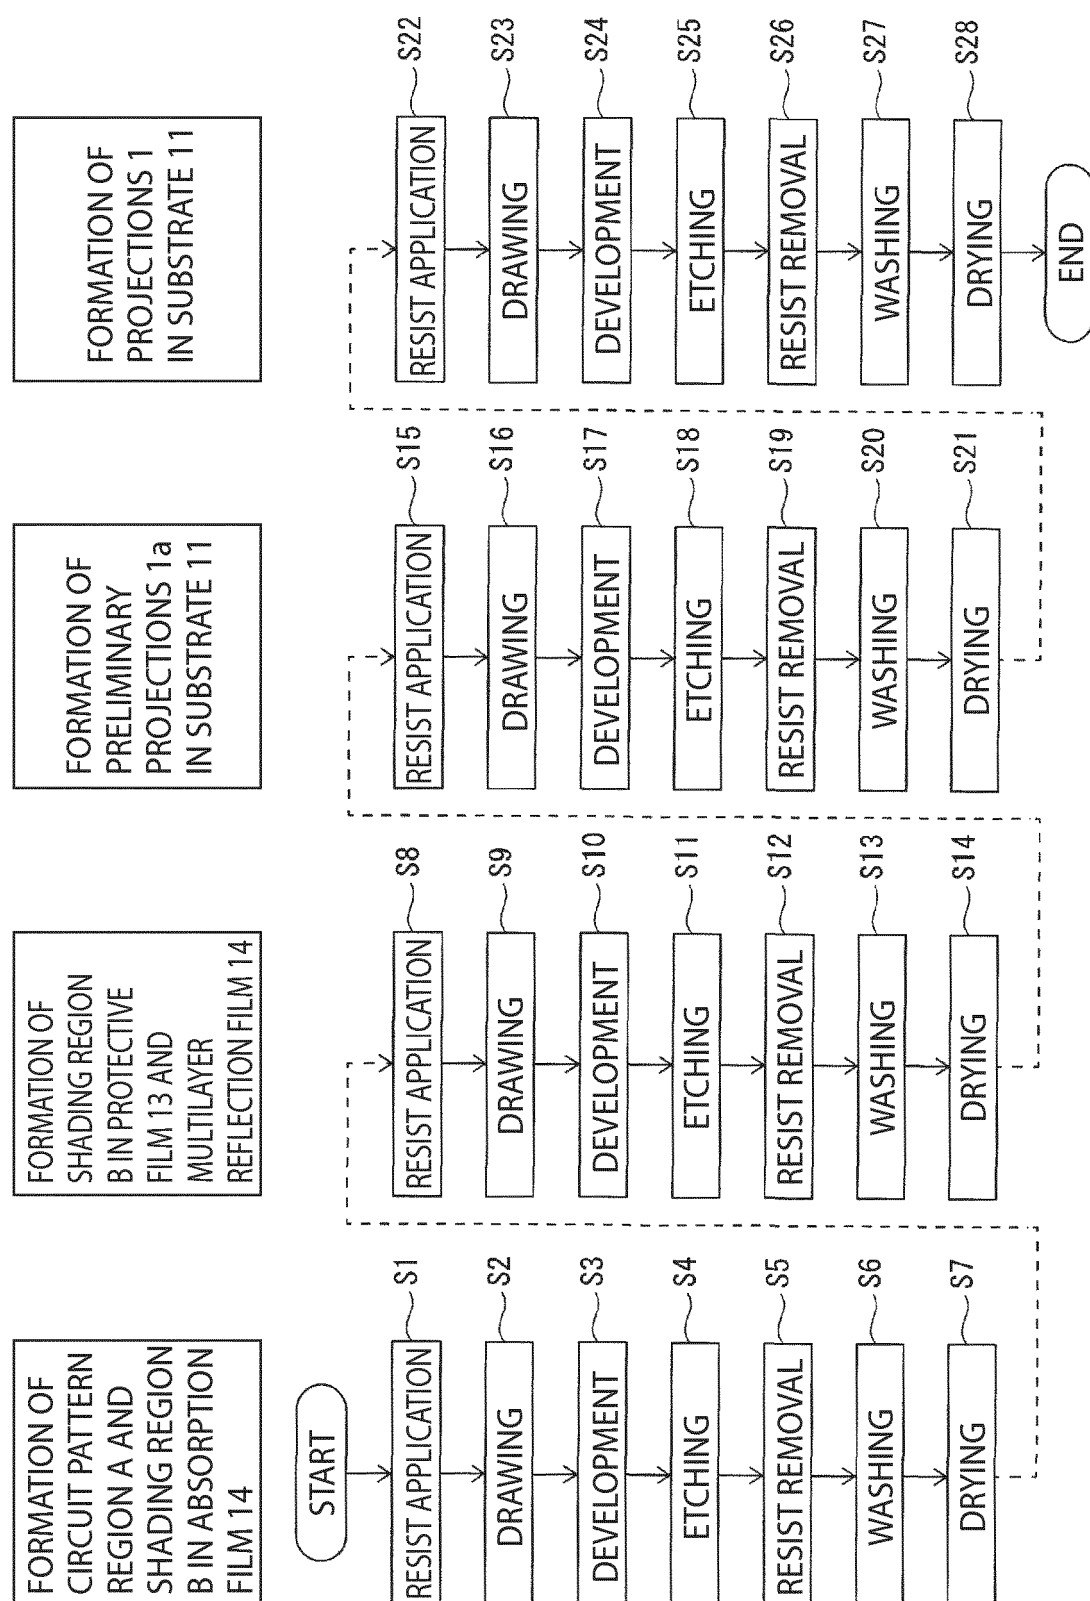 FORMATION OF
CIRCUIT PATTERN
REGION A AND
SHADING REGION
B IN ABSORPTION
FILM 14
START
RESIST APPLICATION
S1
DRAWING
S2
DEVELOPMENT
S3
ETCHING
S4
RESIST REMOVAL
S5
WASHING
S6
DRYING
S7
FORMATION OF
SHADING REGION
B IN PROTECTIVE
FILM 13 AND
MULTILAYER
REFLECTION FILM 14
RESIST APPLICATION
S8
DRAWING
S9
DEVELOPMENT
S10
ETCHING
S11
RESIST REMOVAL
S12
WASHING
S13
DRYING
S14
FORMATION OF
PRELIMINARY
PROJECTIONS 1a
IN SUBSTRATE 11
RESIST APPLICATION
S15
DRAWING
S16
DEVELOPMENT
S17
ETCHING
S18
RESIST REMOVAL
S19
WASHING
S20
DRYING
S21
FORMATION OF
PROJECTIONS 1
IN SUBSTRATE 11
RESIST APPLICATION
S22
DRAWING
S23
DEVELOPMENT
S24
ETCHING
S25
RESIST REMOVAL
S26
WASHING
S27
DRYING
S28
END